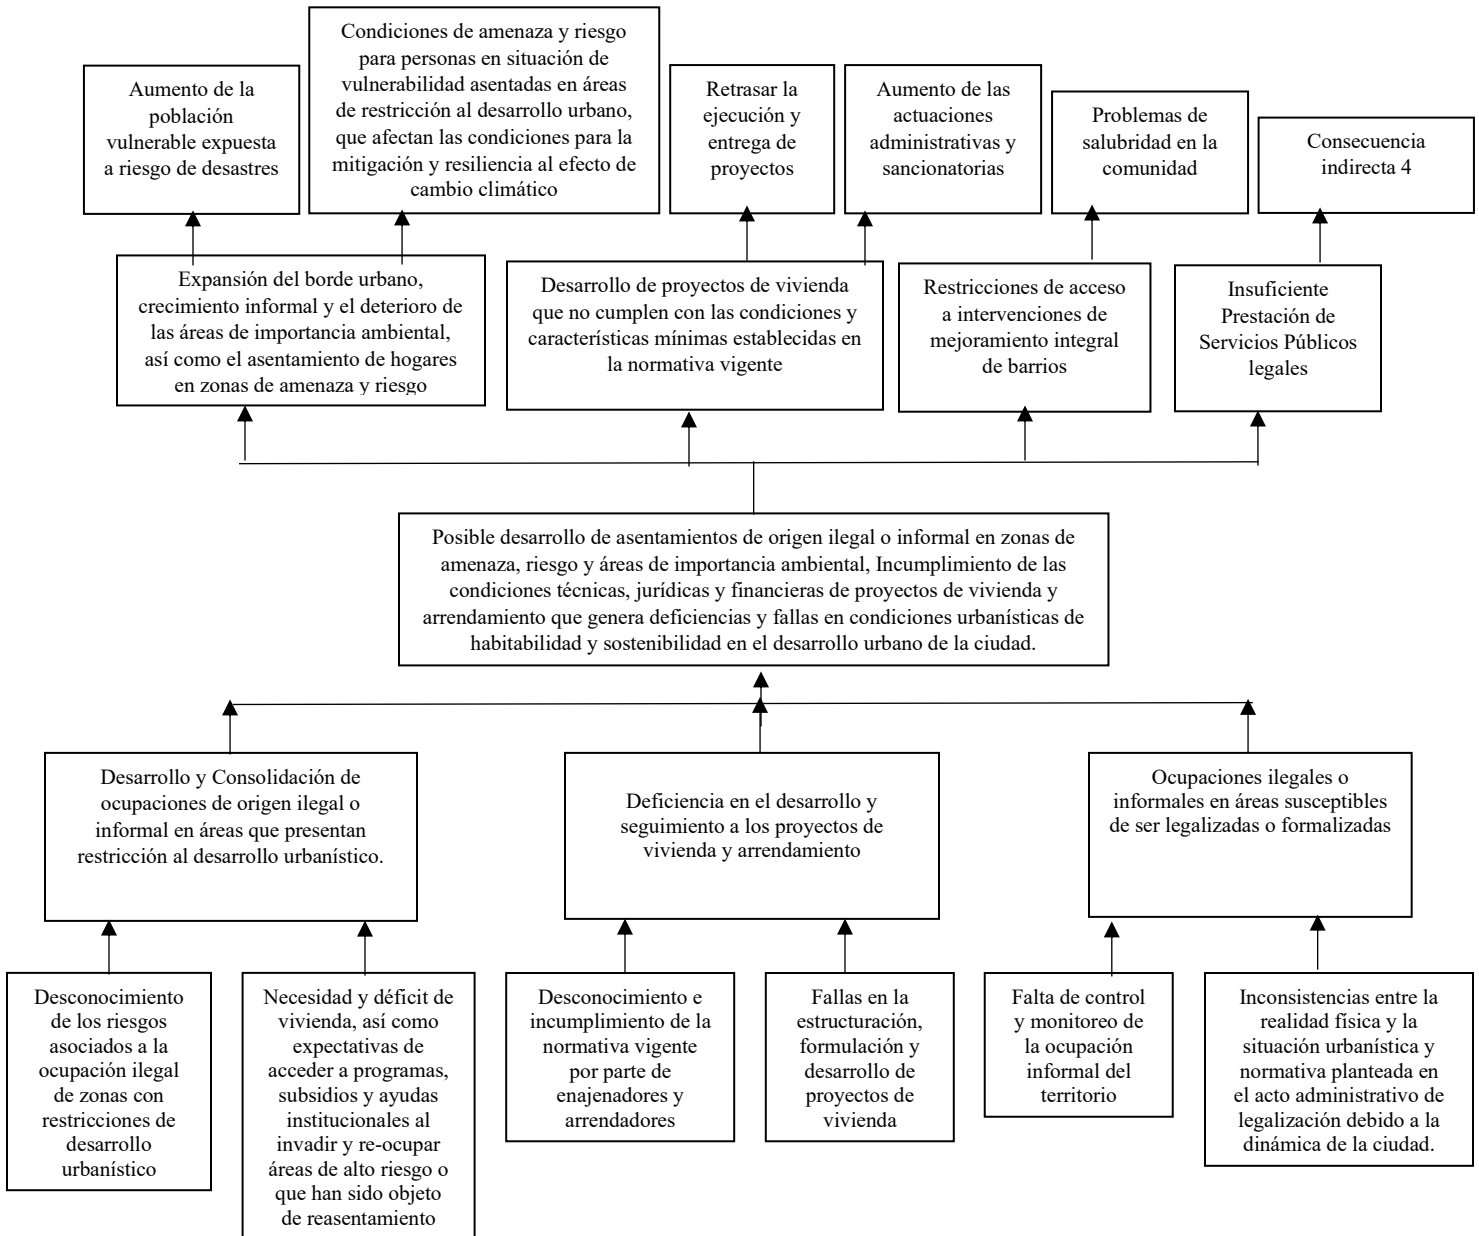 Aumento de la
población
vulnerable expuesta
a riesgo de desastres
Condiciones de amenaza y riesgo
para personas en situación de
vulnerabilidad asentadas en áreas
de restricción al desarrollo urbano,
que afectan las condiciones para la
mitigación y resiliencia al efecto de
cambio climático
Retrasar la
ejecución y
entrega de
proyectos
Aumento de las
actuaciones
administrativas y
sancionatorias
Problemas de
salubridad en la
comunidad
Consecuencia
indirecta 4
Expansión del borde urbano,
crecimiento informal y el deterioro de
las áreas de importancia ambiental,
así como el asentamiento de hogares
en zonas de amenaza y riesgo
Desarrollo de proyectos de vivienda
que no cumplen con las condiciones y
características mínimas establecidas en
la normativa vigente
Restricciones de acceso
a intervenciones de
mejoramiento integral
de barrios
Insuficiente
Prestación de
Servicios Públicos
legales
Posible desarrollo de asentamientos de origen ilegal o informal en zonas de
amenaza, riesgo y áreas de importancia ambiental, Incumplimiento de las
condiciones técnicas, jurídicas y financieras de proyectos de vivienda y
arrendamiento que genera deficiencias y fallas en condiciones urbanísticas de
habitabilidad y sostenibilidad en el desarrollo urbano de la ciudad.
Desarrollo y Consolidación de
ocupaciones de origen ilegal o
informal en áreas que presentan
restricción al desarrollo urbanístico.
Deficiencia en el desarrollo y
seguimiento a los proyectos de
vivienda y arrendamiento
Ocupaciones ilegales o
informales en áreas susceptibles
de ser legalizadas o formalizadas
Desconocimiento
de los riesgos
asociados a la
ocupación ilegal
de zonas con
restricciones de
desarrollo
urbanístico
Necesidad y déficit de
vivienda, así como
expectativas de
acceder a programas,
subsidios y ayudas
institucionales al
invadir y re-ocupar
áreas de alto riesgo o
que han sido objeto
de reasentamiento
Desconocimiento e
incumplimiento de la
normativa vigente
por parte de
enajenadores y
arrendadores
Fallas en la
estructuración,
formulación y
desarrollo de
proyectos de
vivienda
Falta de control
y monitoreo de
la ocupación
informal del
territorio
Inconsistencias entre la
realidad física y la
situación urbanística y
normativa planteada en
el acto administrativo de
legalización debido a la
dinámica de la ciudad.